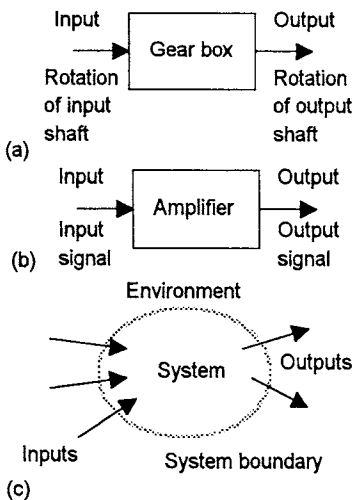 Input
Output
Gear box
Rotation
of input
shaft
Rotation
of output
shaft
(a)
Input
Output
Amplifier
Input
signal
Output
signal
(b)
Environment
System
Outputs
Inputs
System boundary
(c)